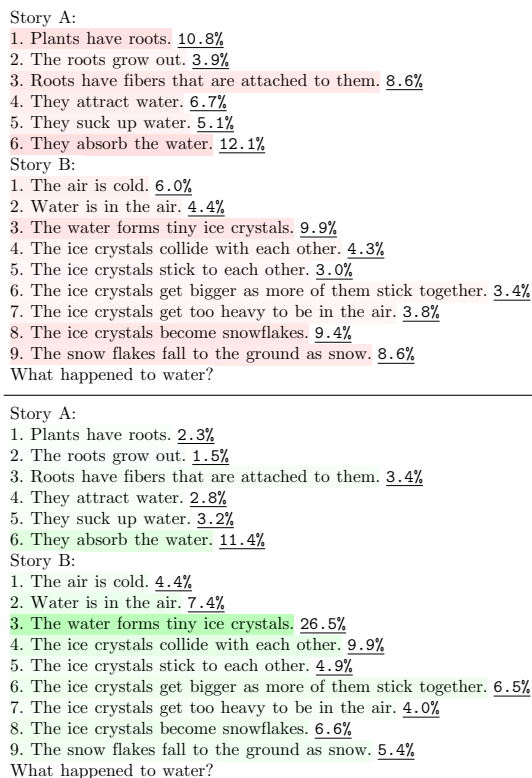 Story A:
1. Plants have roots. 10.8%
2. The roots grow out. 3.9%
3. Roots have fibers that are attached to them. 8.6%
4. They attract water. 6.7%
5. They suck up water. 5.1%
6. They absorb the water. 12.1%
Story B:
1. The air is cold. 6.0%
2. Water is in the air. 4.4%
3. The water forms tiny ice crystals. 9.9%
4. The ice crystals collide with each other. 4.3%
5. The ice crystals stick to each other. 3.0%
6. The ice crystals get bigger as more of them stick together. 3.4%
7. The ice crystals get too heavy to be in the air. 3.8%
8. The ice crystals become snowflakes. 9.4%
9. The snow flakes fall to the ground as snow. 8.6%
What happened to water?
Story A:
1. Plants have roots. 2.3%
2. The roots grow out. 1.5%
3. Roots have fibers that are attached to them. 3.4%
4. They attract water. 2.8%
5. They suck up water. 3.2%
6. They absorb the water. 11.4%
Story B:
1. The air is cold. 4.4%
2. Water is in the air. 7.4%
3. The water forms tiny ice crystals. 26.5%
4. The ice crystals collide with each other. 9.9%
5. The ice crystals stick to each other. 4.9%
6. The ice crystals get bigger as more of them stick together. 6.5%
7. The ice crystals get too heavy to be in the air. 4.0%
8. The ice crystals become snowflakes. 6.6%
9. The snow flakes fall to the ground as snow. 5.4%
What happened to water?